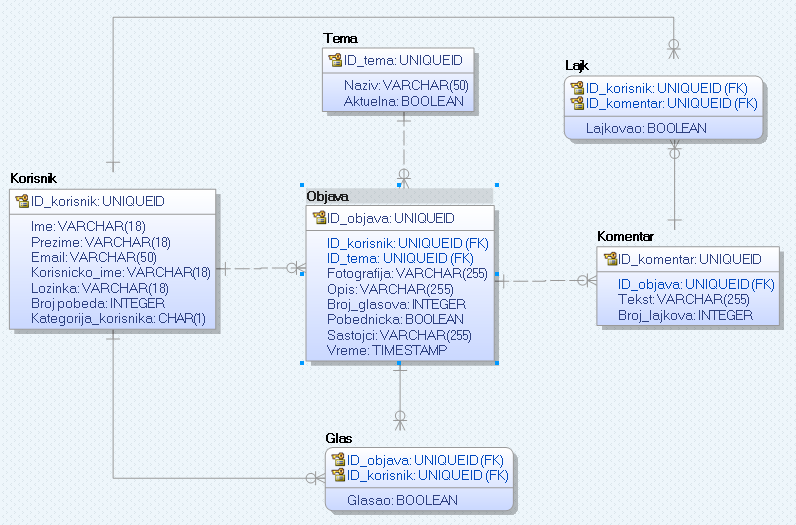 Tema
ID_tema: UNIQUEID
Naziv: VARCHAR(50)
Aktuelna: BOOLEAN
Lajk
ID_korisnik: UNIQUEID (FK)
ID_komentar: UNIQUEID (FK)
Lajkovao: BOOLEAN
Korisnik
ID_korisnik: UNIQUEID
Ime: VARCHAR(18)
Prezime: VARCHAR(18)
Email: VARCHAR(50)
Korisnicko_ime: VARCHAR(18)
Lozinka: VARCHAR(18)
Broj pobeda: INTEGER
Kategorija_korisnika: CHAR(1)
Objava
ID_objava: UNIQUEID
ID_korisnik: UNIQUEID (FK)
ID_tema: UNIQUEID (FK)
Fotografija: VARCHAR(255)
Opis: VARCHAR(255)
Broj_glasova: INTEGER
Pobednicka: BOOLEAN
Sastojci: VARCHAR(255)
Vreme: TIMESTAMP
Komentar
ID_komentar: UNIQUEID
ID_objava: UNIQUEID (FK)
Tekst: VARCHAR(255)
Broj_lajkova: INTEGER
Glas
ID_objava: UNIQUEID (FK)
ID_korisnik: UNIQUEID (FK)
Glasao: BOOLEAN